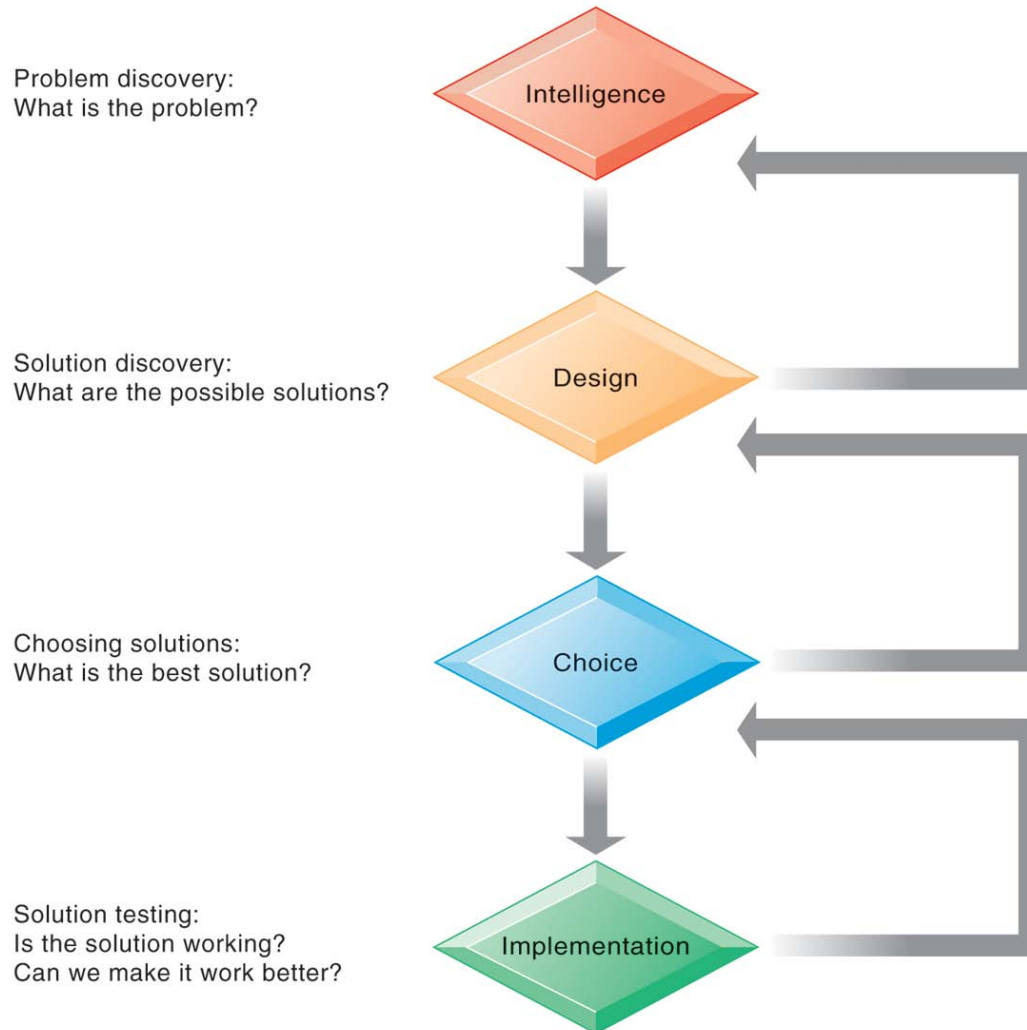 Problem discovery:
What is the problem?
Intelligence
Solution discovery:
What are the possible solutions?
Design
Choosing solutions:
What is the best solution?
Choice
Solution testing:
Is the solution working?
Can we make it work better?
Implementation